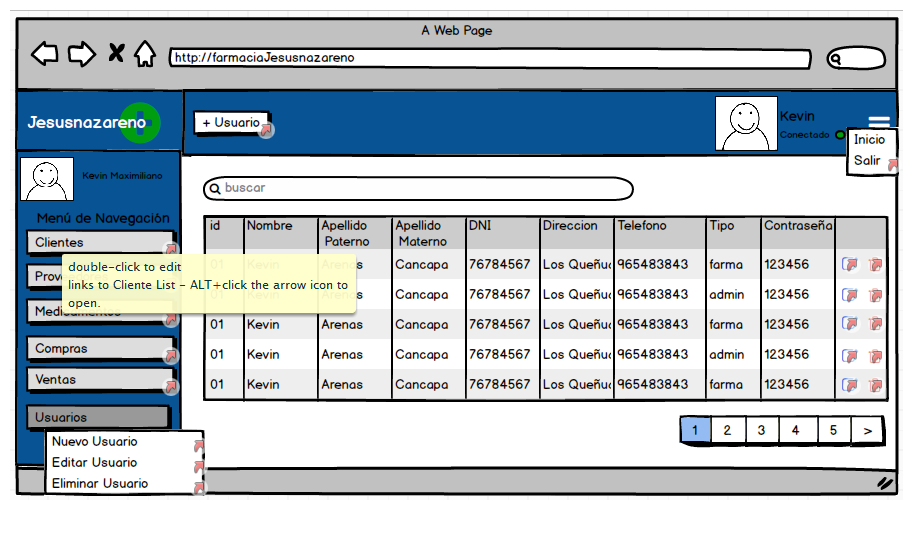 A Web Page
http://farmaciaJesusnazareno
Jesusnazareno
+ Usuario
Kevin
Conectado
Inicio
Salir
Kevin Maximiliano
Menú de Navegación
Clientes
Prov
Medicamentos
Compras
Ventas
Usuarios
Nuevo Usuario
Editar Usuario
Eliminar Usuario
double-click to edit
links to Cliente List - ALT+click the arrow icon to
open.
buscar
id Nombre Apellido Paterno Apellido Materno DNI Direccion Telefono Tipo Contraseña
01 Kevin Arenas Cancapa 76784567 Los Queñu 965483843 farma 123456
01 Kevin Arenas Cancapa 76784567 Los Queñu 965483843 admin 123456
01 Kevin Arenas Cancapa 76784567 Los Queñu 965483843 farma 123456
01 Kevin Arenas Cancapa 76784567 Los Queñu 965483843 admin 123456
01 Kevin Arenas Cancapa 76784567 Los Queñu 965483843 farma 123456
1 2 3 4 5 >